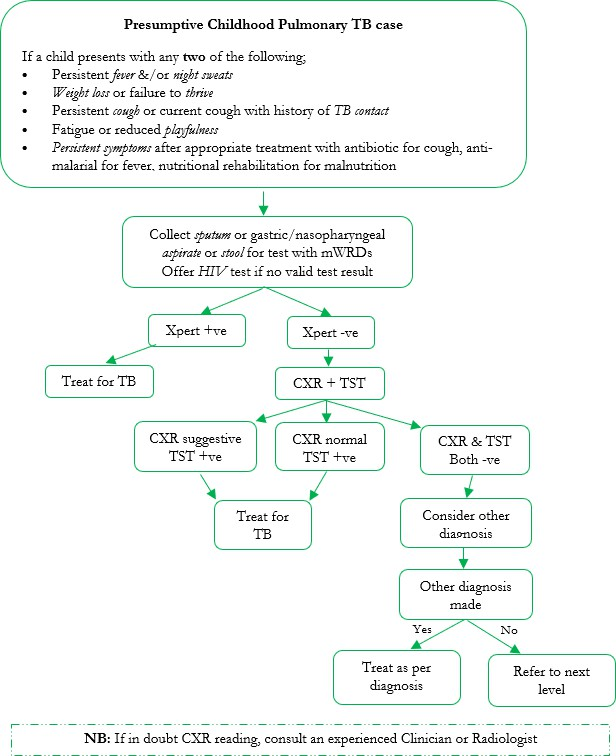 Presumptive Childhood Pulmonary TB case
If a child presents with any two of the following;
• Persistent fever &/or night sweats
• Weight loss or failure to thrive
• Persistent cough or current cough with history of TB contact
• Fatigue or reduced playfulness
• Persistent symptoms after appropriate treatment with antibiotic for cough, anti-
malarial for fever, nutritional rehabilitation for malnutrition
Collect sputum or gastric/nasopharyngeal
aspirate or stool for test with mWRDs
Offer HIV test if no valid test result
Xpert +ve
Xpert -ve
Treat for TB
CXR + TST
CXR suggestive
TST +ve
CXR normal
TST +ve
CXR & TST
Both -ve
Treat for
TB
Consider other
diagnosis
Other diagnosis
made
Yes
No
Treat as per
diagnosis
Refer to next
level
NB: If in doubt CXR reading, consult an experienced Clinician or Radiologist